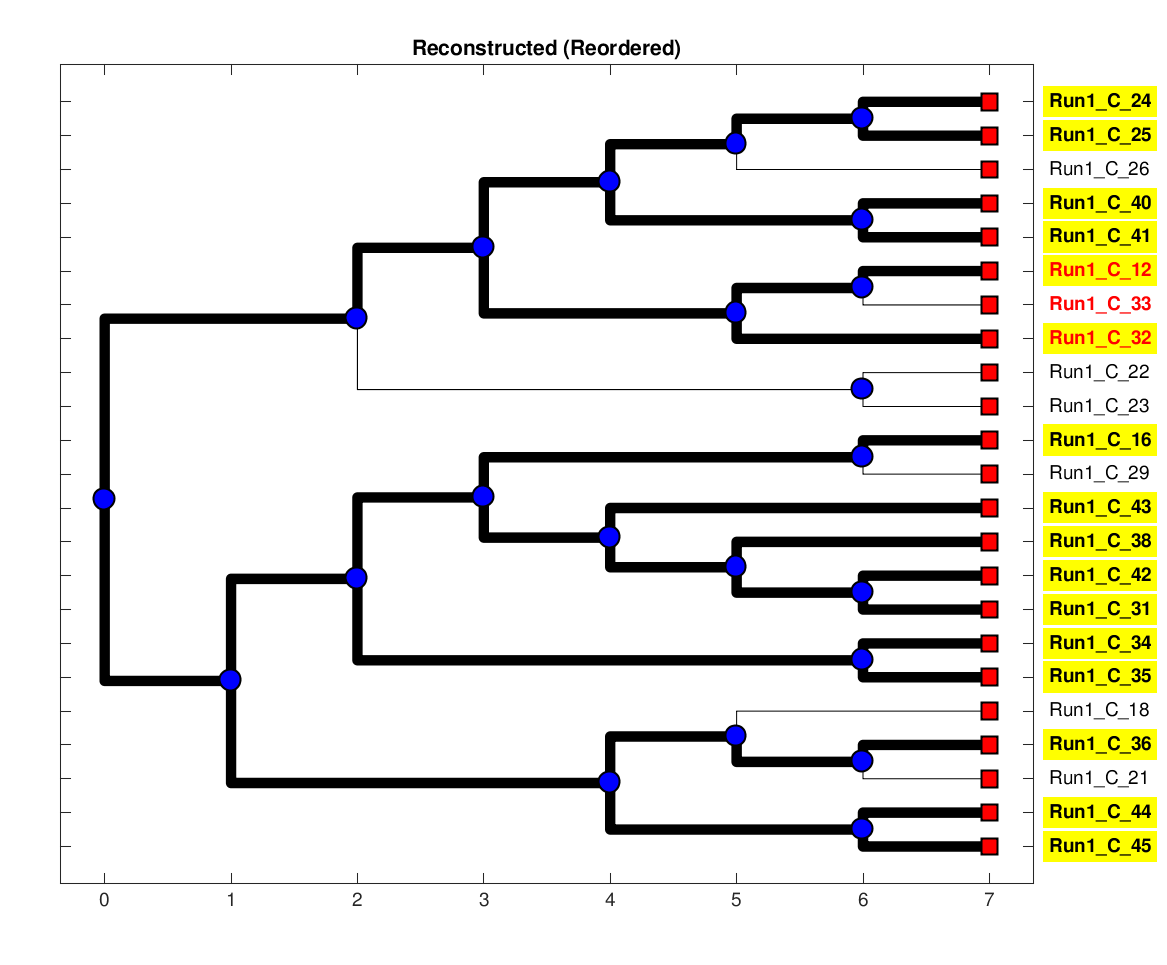 Reconstructed (Reordered)
Run1_C_24
Run1_C_25
Run1_C_26
Run1_C_40
Run1_C_41
Run1_C_12
Run1_C_33
Run1_C_32
Run1_C_22
Run1_C_23
Run1_C_16
Run1_C_29
Run1_C_43
Run1_C_38
Run1_C_42
Run1_C_31
Run1_C_34
Run1_C_35
Run1_C_18
Run1_C_36
Run1_C_21
Run1_C_44
Run1_C_45
0 1 2 3 4 5 6 7